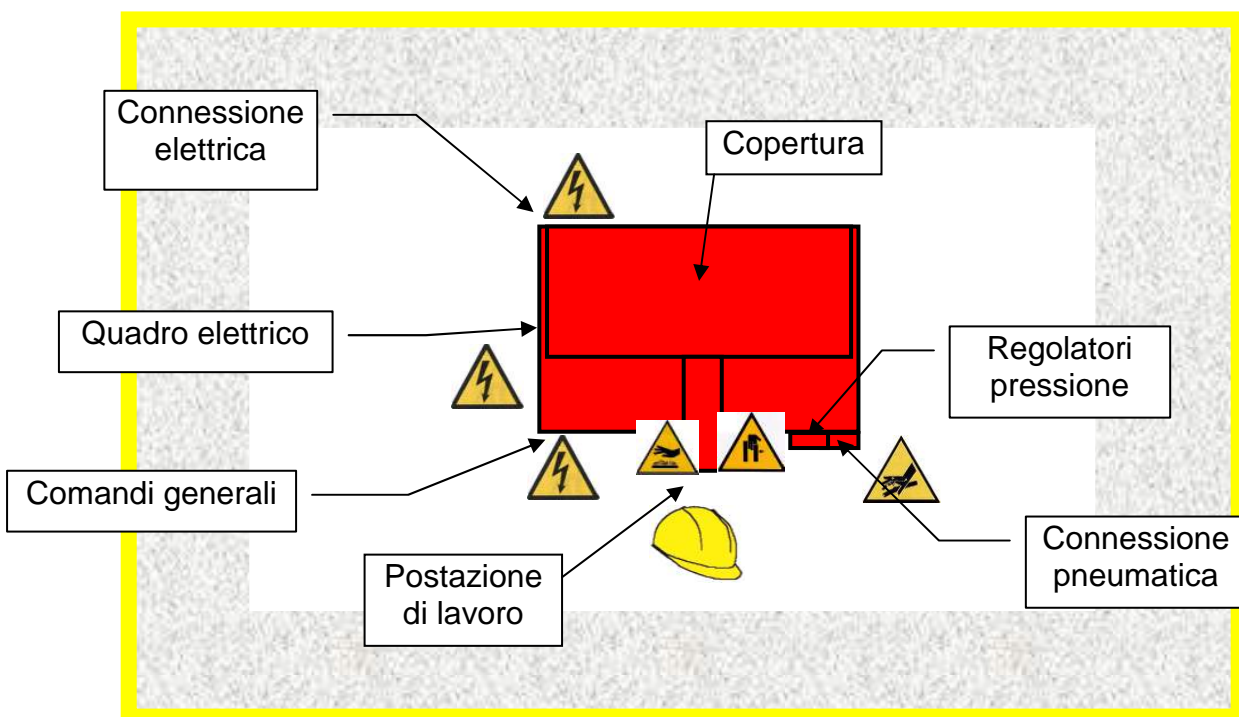 Connessione
elettrica
Copertura
Quadro elettrico
Regolatori
pressione
Comandi generali
Postazione
di lavoro
Connessione
pneumatica